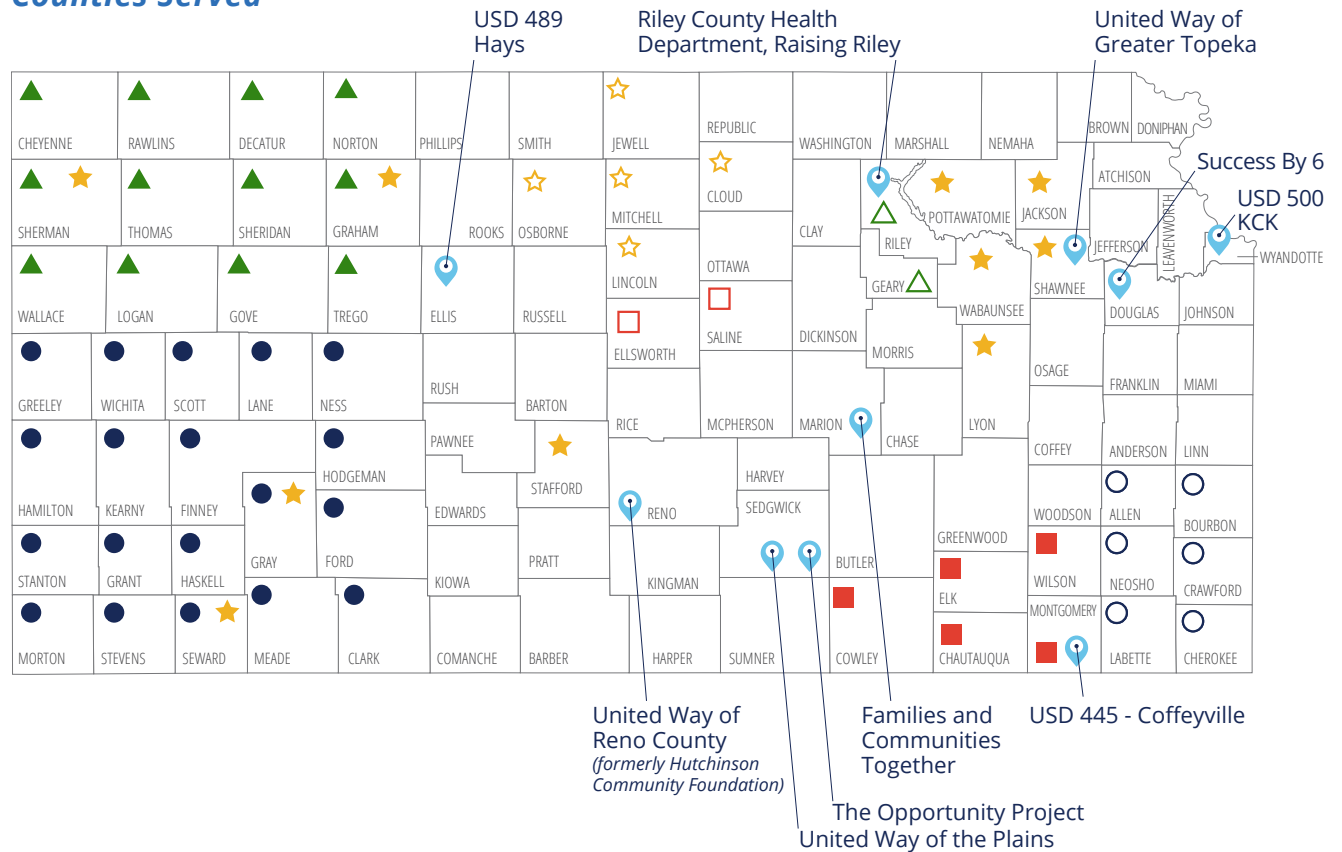 Counties Served
USD 489
Hays
Riley County Health
Department, Raising Riley
United Way of
Greater Topeka
CHEYENNE
RAWLINS
DECATUR
NORTON
PHILLIPS
SMITH
JEWELL
REPUBLIC
WASHINGTON
MARSHALL
NEMAHA
BROWN
DONIPHAN
Success By 6
ATCHISON
USD 500
KCK
SHERMAN
THOMAS
SHERIDAN
GRAHAM
ROOKS
OSBORNE
MITCHELL
CLOUD
CLAY
RILEY
POTTAWATOMIE
JACKSON
JEFFERSON
LEAVENWORTH
WYANDOTTE
WALLACE
LOGAN
GOVE
TREGO
ELLIS
RUSSELL
LINCOLN
OTTAWA
GEARY
WABAUNSEE
SHAWNEE
DOUGLAS
JOHNSON
ELLSWORTH
SALINE
DICKINSON
MORRIS
OSAGE
FRANKLIN
MIAMI
GREELEY
WICHITA
SCOTT
LANE
NESS
RUSH
BARTON
RICE
MCPHERSON
MARION
CHASE
LYON
COFFEY
ANDERSON
LINN
PAWNEE
HODGEMAN
STAFFORD
HARVEY
HAMILTON
KEARNY
FINNEY
GRAY
FORD
EDWARDS
RENO
SEDGWICK
BUTLER
GREENWOOD
WOODSON
ALLEN
BOURBON
STANTON
GRANT
HASKELL
KIOWA
PRATT
KINGMAN
ELK
WILSON
NEOSHO
CRAWFORD
MORTON
STEVENS
SEWARD
MEADE
CLARK
COMANCHE
BARBER
HARPER
SUMNER
COWLEY
CHAUTAUQUA
MONTGOMERY
LABETTE
CHEROKEE
United Way of
Reno County
(formerly Hutchinson
Community Foundation)
Families and
Communities
Together
USD 445 - Coffeyville
The Opportunity Project
United Way of the Plains